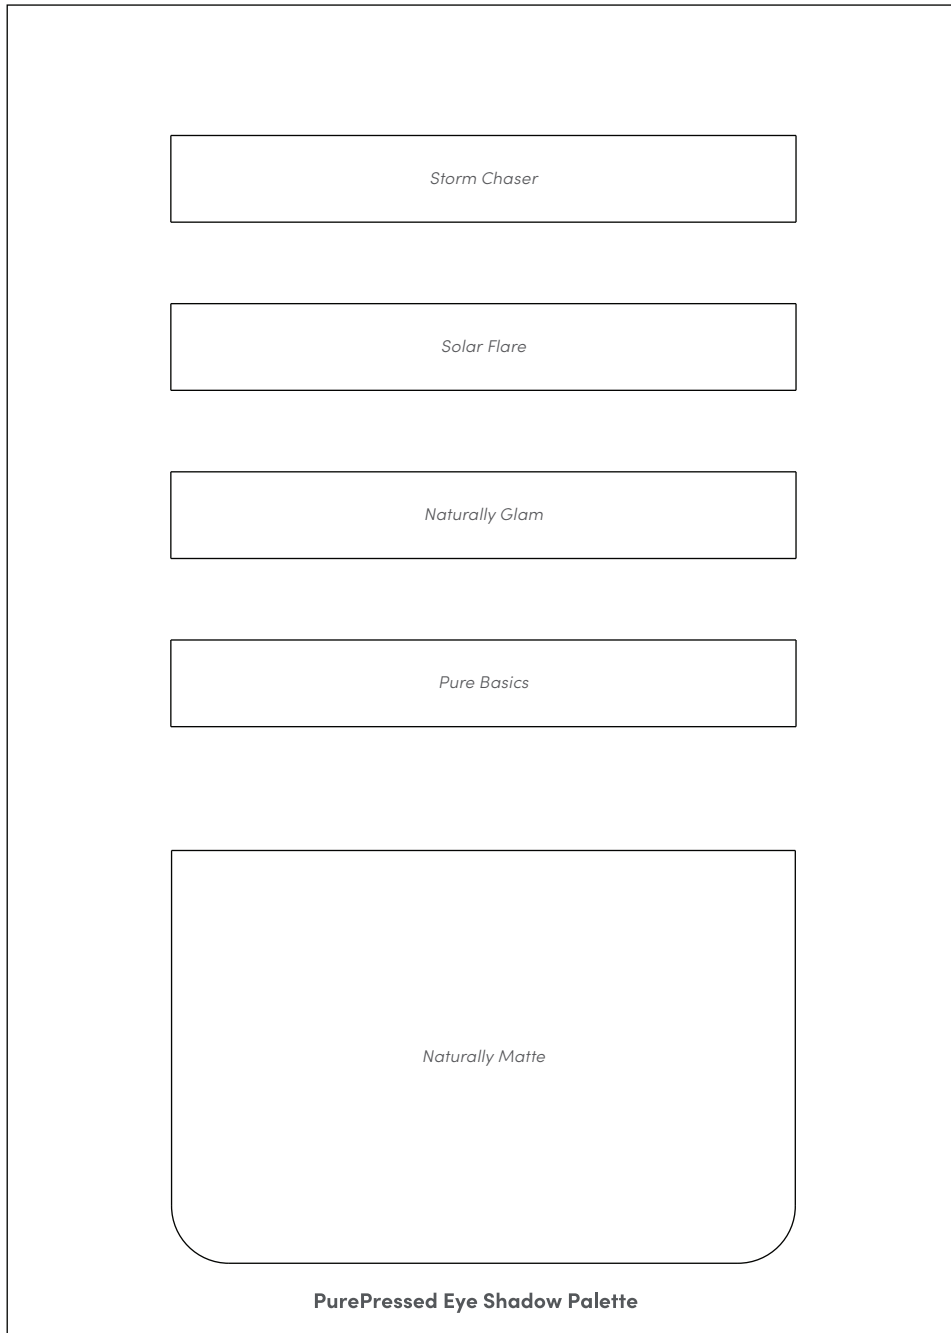 Storm Chaser
Solar Flare
Naturally Glam
Pure Basics
Naturally Matte
PurePressed Eye Shadow Palette